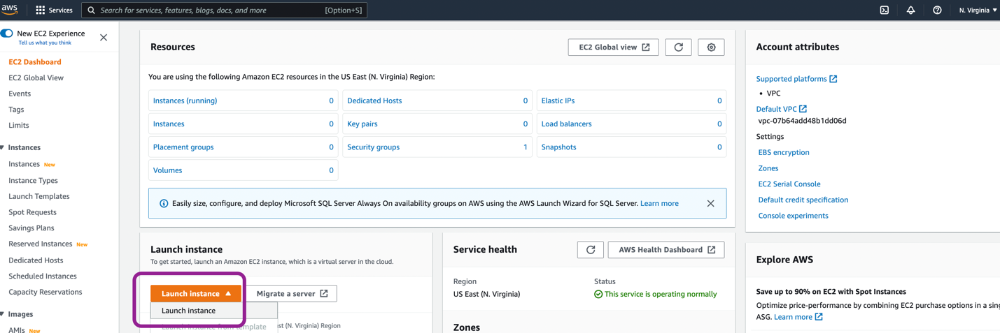 aws
Services
Search for services, features, blogs, docs, and more
[Option+S]
N. Virginia
New EC2 Experience
Tell us what you think
EC2 Dashboard
EC2 Global View
Events
Tags
Limits
Instances
Instances New
Instance Types
Launch Templates
Spot Requests
Savings Plans
Reserved Instances New
Dedicated Hosts
Scheduled Instances
Capacity Reservations
Images
AMIs New
Resources
EC2 Global view
You are using the following Amazon EC2 resources in the US East (N. Virginia) Region:
Instances (running) 0
Dedicated Hosts 0
Elastic IPs 0
Instances 0
Key pairs 0
Load balancers 0
Placement groups 0
Security groups 1
Snapshots 0
Volumes 0
Easily size, configure, and deploy Microsoft SQL Server Always On availability groups on AWS using the AWS Launch Wizard for SQL Server. Learn more
Launch instance
To get started, launch an Amazon EC2 instance, which is a virtual server in the cloud.
Launch instance
Migrate a server
Launch instance
Launch instance from template
st (N. Virginia) Region
Service health
AWS Health Dashboard
Region
US East (N. Virginia)
Status
This service is operating normally
Zones
Account attributes
Supported platforms
• VPC
Default VPC
vpc-07b64add48b1dd06d
Settings
EBS encryption
Zones
EC2 Serial Console
Default credit specification
Console experiments
Explore AWS
Save up to 90% on EC2 with Spot Instances
Optimize price-performance by combining EC2 purchase options in a sing
ASG. Learn more